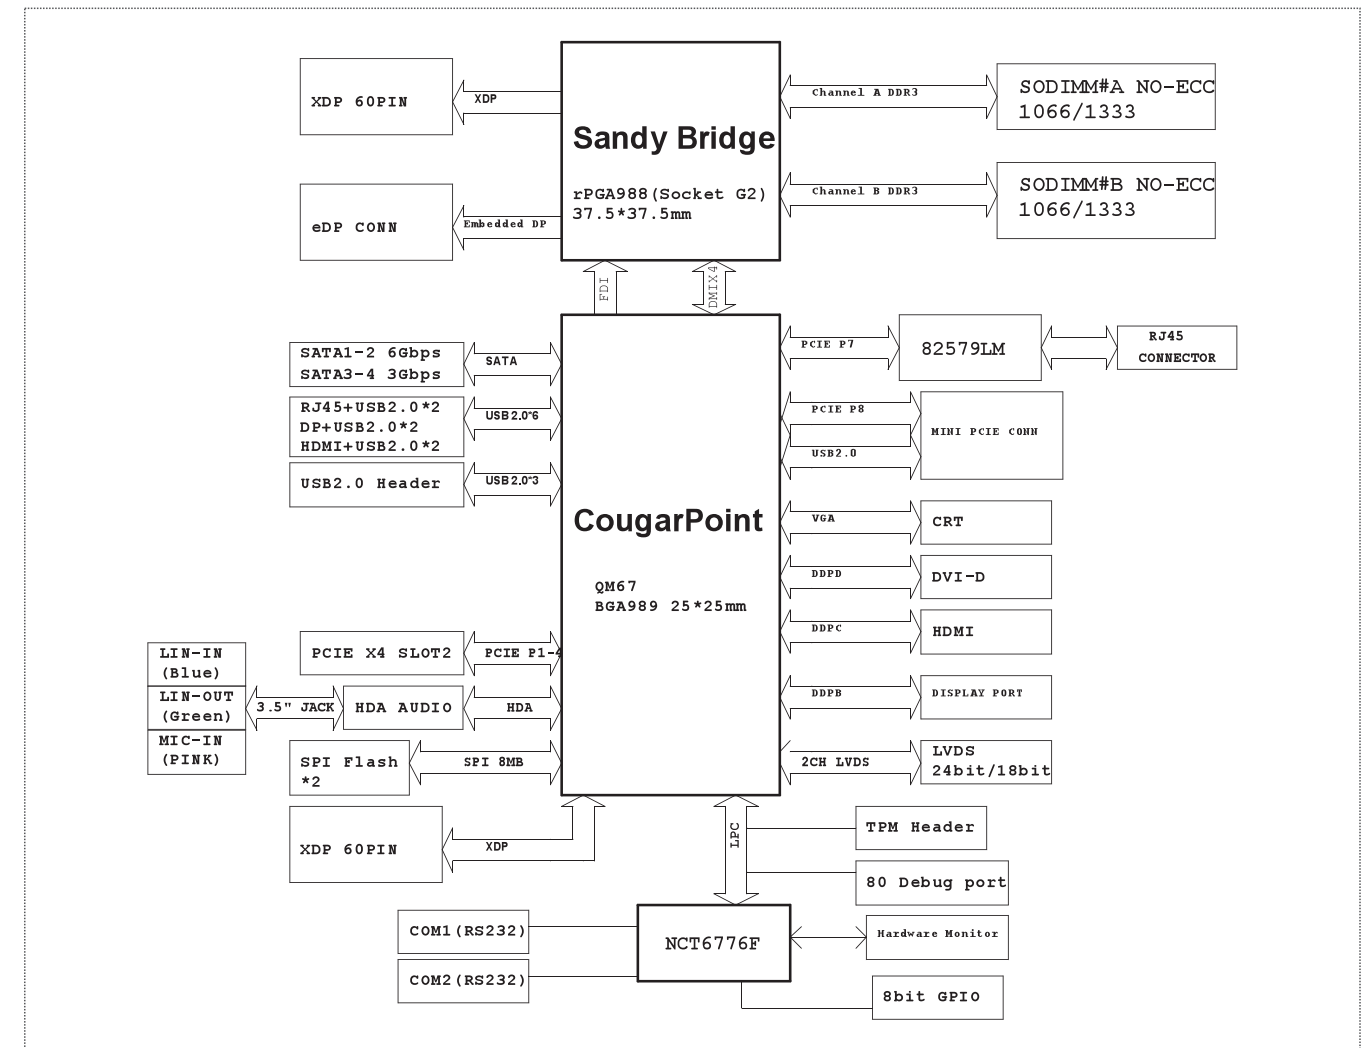 XDP 60PIN
XDP
Sandy Bridge
rPGA988(Socket G2)
37.5*37.5mm
Channel A DDR3
SODIMM#A NO-ECC
1066/1333
Channel B DDR3
SODIMM#B NO-ECC
1066/1333
eDP CONN
Embedded DP
FDI
DMIX4
SATA1-2 6Gbps
SATA3-4 3Gbps
SATA
RJ45+USB2.0*2
DP+USB2.0*2
HDMI+USB2.0*2
USB2.0*6
USB2.0 Header
USB2.0*3
CougarPoint
QM67
BGA989 25*25mm
PCIE P7
82579LM
RJ45
CONNECTOR
PCIE P8
USB2.0
MINI PCIE CONN
VGA
CRT
DDPD
DVI-D
DDPC
HDMI
DDPB
DISPLAY PORT
2CH LVDS
LVDS
24bit/18bit
PCIE X4 SLOT2
PCIE P1-4
LIN-IN
(Blue)
LIN-OUT
(Green)
MIC-IN
(PINK)
3.5" JACK
HDA AUDIO
HDA
SPI Flash
*2
SPI 8MB
XDP 60PIN
XDP
LPC
TPM Header
80 Debug port
COM1(RS232)
COM2(RS232)
NCT6776F
Hardware Monitor
8bit GPIO